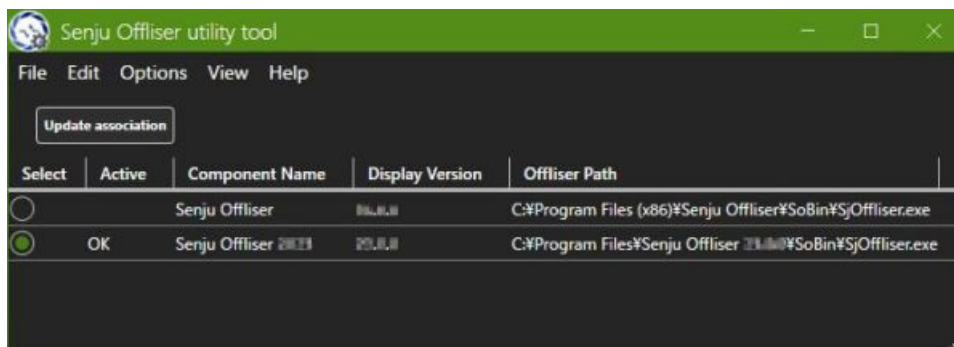 Senju Offliser utility tool
File Edit Options View Help
Update association
Select Active Component Name Display Version Offliser Path
Senju Offliser C:¥Program Files (x86)¥Senju Offliser¥SoBin¥SjOffliser.exe
OK Senju Offliser C:¥Program Files¥Senju Offliser ¥SoBin¥SjOffliser.exe